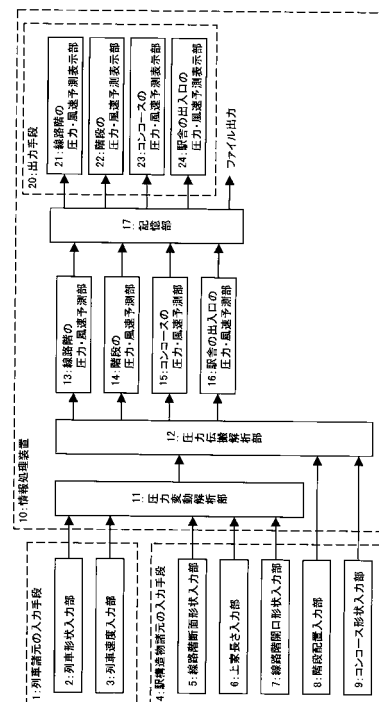 1:列車諸元の入力手段
2:列車形状入力部
3:列車速度入力部
4:駅構造物諸元の入力手段
5:線路階断面形状入力部
6:上家長さ入力部
7:線路階開口形状入力部
8:階段配置入力部
9:コンコース形状入力部
10:情報処理装置
11:圧力変動解析部
12:圧力伝搬解析部
13:線路階の
圧力・風速予測部
14:階段の
圧力・風速予測部
15:コンコースの
圧力・風速予測部
16:駅舎の出入口の
圧力・風速予測部
17:記憶部
20:出力手段
21:線路階の
圧力・風速予測表示部
22:階段の
圧力・風速予測表示部
23:コンコースの
圧力・風速予測表示部
24:駅舎の出入口の
圧力・風速予測表示部
ファイル出力